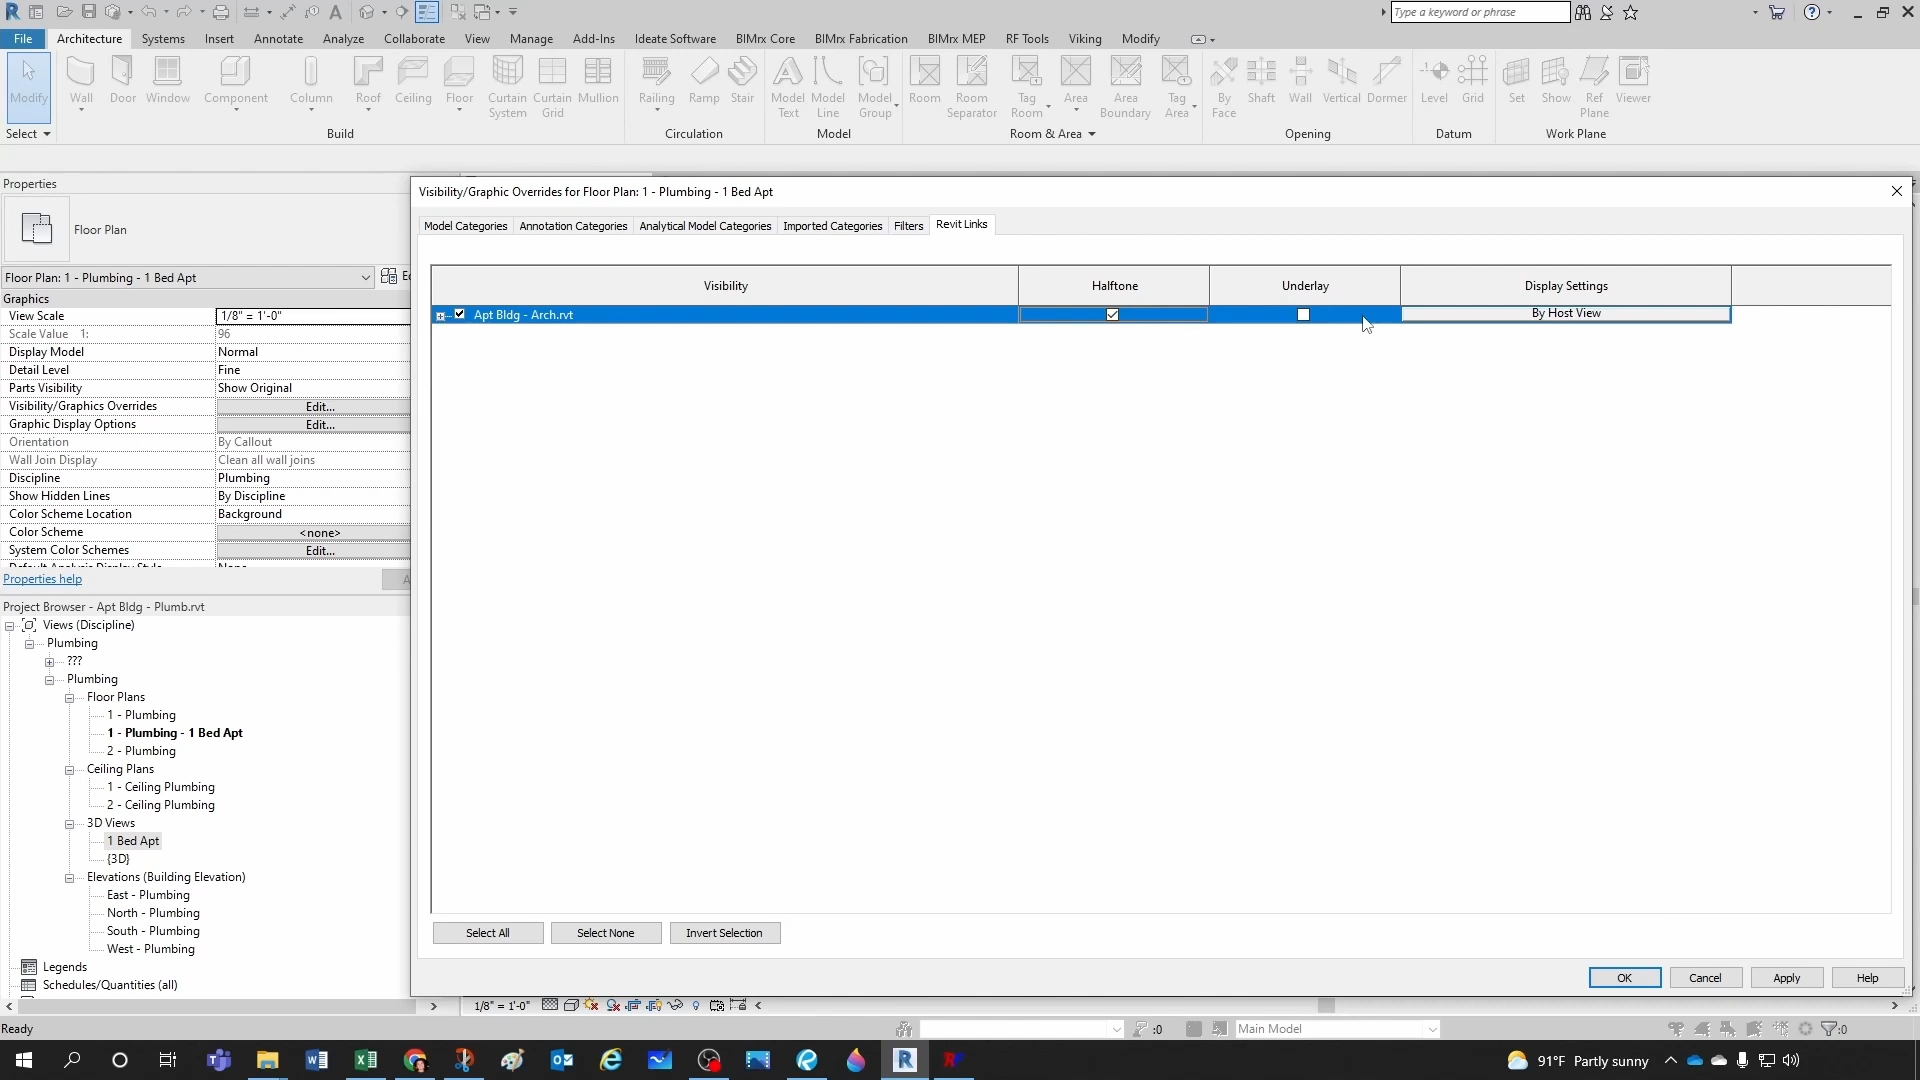 Type a keyword or phrase
File Architecture Systems Insert Annotate Analyze Collaborate View Manage Add-Ins Ideate Software BIMrx Core BIMrx Fabrication BIMrx MEP RF Tools Viking Modify
Modify Wall Door Window Component Column Roof Ceiling Floor Curtain System Curtain Grid Mullion Railing Ramp Stair Model Text Model Line Model Group Room Room Separator Tag Room Area Area Boundary Tag Area By Face Shaft Wall Vertical Dormer Level Grid Set Show Ref Plane Viewer
Select Build Circulation Model Room & Area Opening Datum Work Plane
Properties
Floor Plan
Floor Plan: 1 - Plumbing - 1 Bed Apt
Graphics
View Scale 1/8" = 1'-0"
Scale Value 1: 96
Display Model Normal
Detail Level Fine
Parts Visibility Show Original
Visibility/Graphics Overrides Edit...
Graphic Display Options Edit...
Orientation By Callout
Wall Join Display Clean all wall joins
Discipline Plumbing
Show Hidden Lines By Discipline
Color Scheme Location Background
Color Scheme <none>
System Color Schemes Edit...
Properties help
Project Browser - Apt Bldg - Plumb.rvt
Views (Discipline)
Plumbing
???
Plumbing
Floor Plans
1 - Plumbing
1 - Plumbing - 1 Bed Apt
2 - Plumbing
Ceiling Plans
1 - Ceiling Plumbing
2 - Ceiling Plumbing
3D Views
1 Bed Apt
{3D}
Elevations (Building Elevation)
East - Plumbing
North - Plumbing
South - Plumbing
West - Plumbing
Legends
Schedules/Quantities (all)
Visibility/Graphic Overrides for Floor Plan: 1 - Plumbing - 1 Bed Apt
Model Categories Annotation Categories Analytical Model Categories Imported Categories Filters Revit Links
Visibility Halftone Underlay Display Settings
Apt Bldg - Arch.rvt By Host View
Select All Select None Invert Selection
OK Cancel Apply Help
1/8" = 1'-0"
Ready :0 Main Model :0
91°F Partly sunny